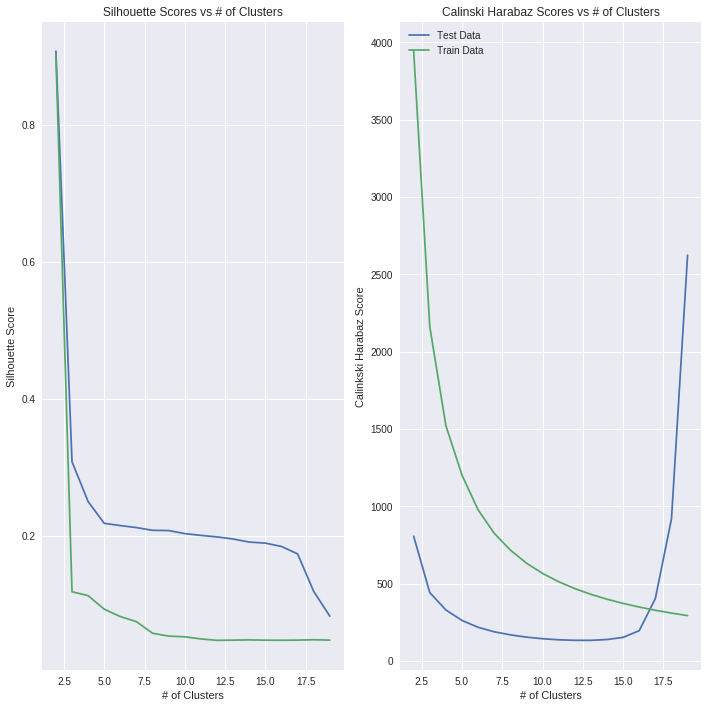 Silhouette Scores vs # of Clusters
0.8
0.6
0.4
0.2
Silhouette Score
2.5 5.0 7.5 10.0 12.5 15.0 17.5
# of Clusters
Calinski Harabaz Scores vs # of Clusters
Test Data
Train Data
4000
3500
3000
2500
2000
1500
1000
500
0
Calinkski Harabaz Score
2.5 5.0 7.5 10.0 12.5 15.0 17.5
# of Clusters